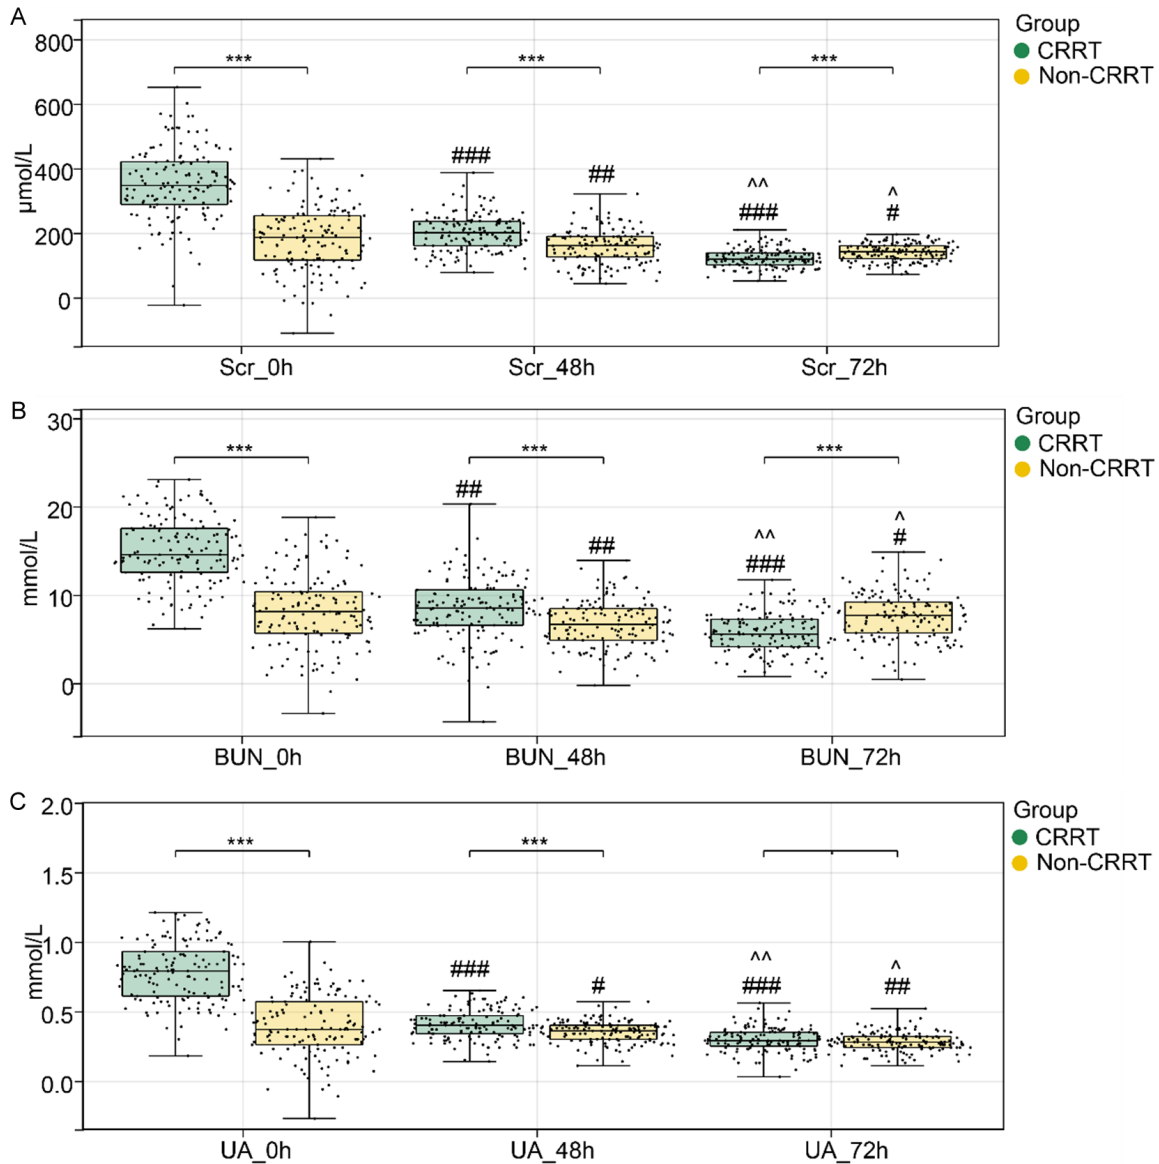 A
Group
CRRT
Non-CRRT
μmol/L
800
600
400
200
0
*** *** ***
### ## ^^ ### ^ #
Scr_0h Scr_48h Scr_72h
B
Group
CRRT
Non-CRRT
mmol/L
30
20
10
0
*** *** ***
## ## ^^ ### ^ #
BUN_0h BUN_48h BUN_72h
C
Group
CRRT
Non-CRRT
mmol/L
2.0
1.5
1.0
0.5
0.0
*** ***
### # ^^ ### ^ ##
UA_0h UA_48h UA_72h